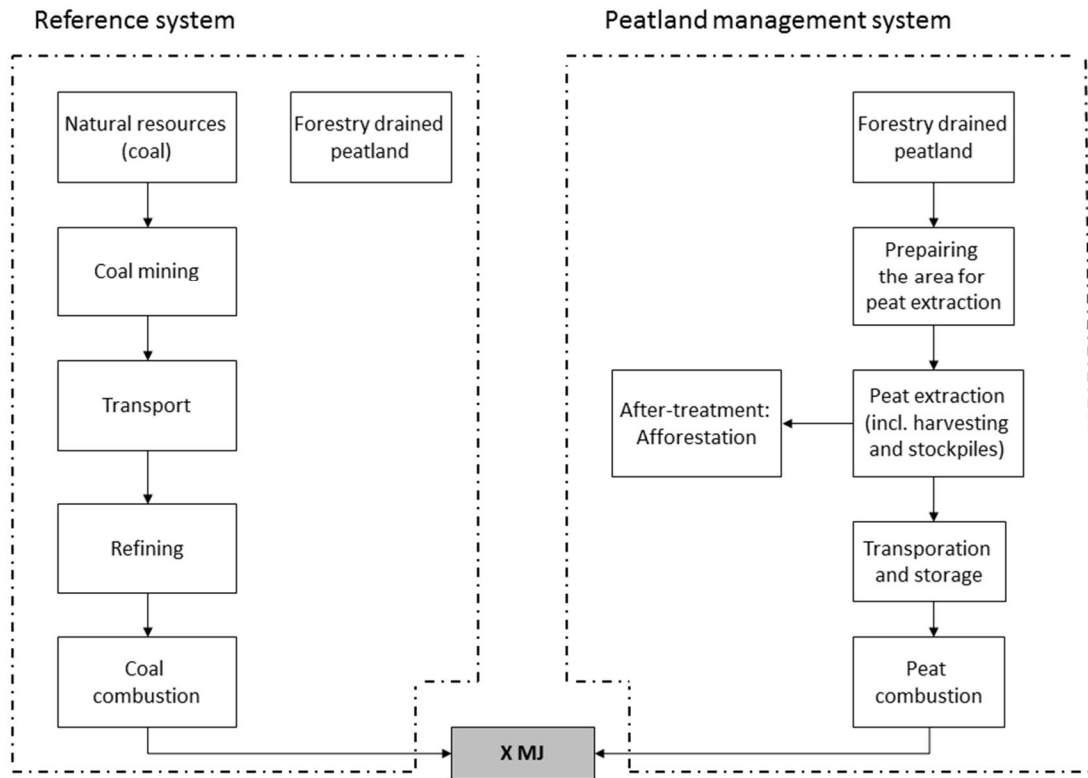 Reference system
Natural resources
(coal)
Forestry drained
peatland
Coal mining
Transport
Refining
Coal
combustion
Peatland management system
Forestry drained
peatland
Prepairing
the area for
peat extraction
Peat extraction
(incl. harvesting
and stockpiles)
After-treatment:
Afforestation
Transporation
and storage
Peat
combustion
X MJ